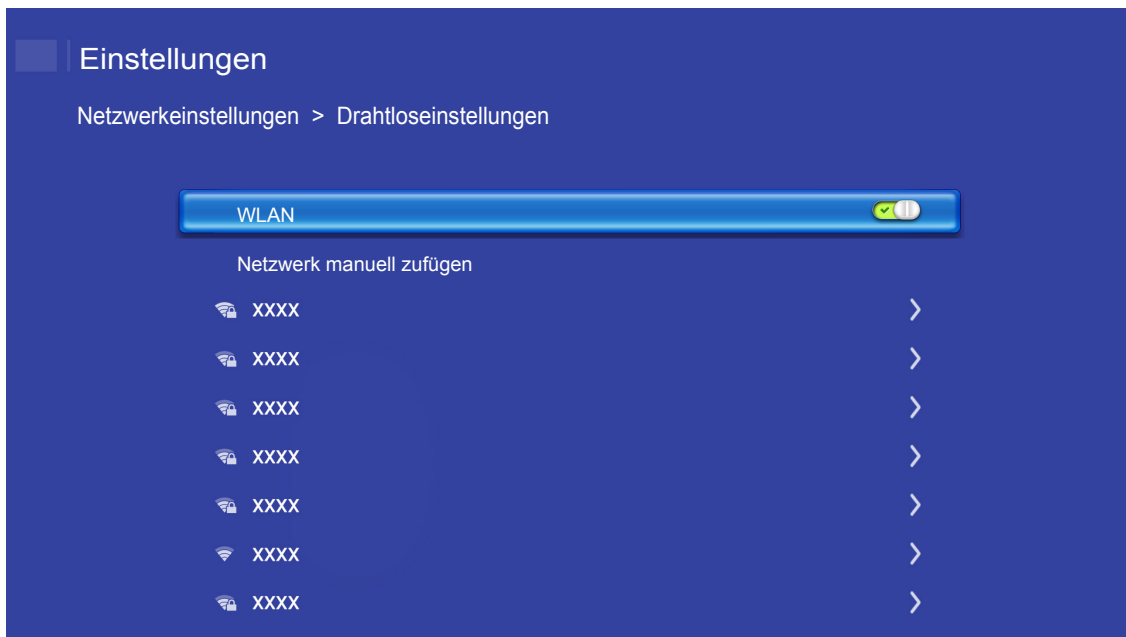 Einstellungen
Netzwerkeinstellungen > Drahtloseinstellungen
WLAN
Netzwerk manuell zufügen
XXXX
XXXX
XXXX
XXXX
XXXX
XXXX
XXXX